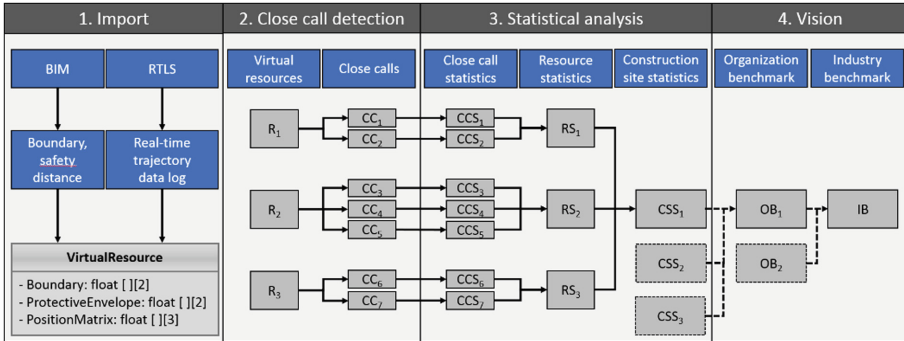 1. Import
2. Close call detection
3. Statistical analysis
4. Vision
BIM
RTLS
Virtual
resources
Close calls
Close call
statistics
Resource
statistics
Construction
site statistics
Organization
benchmark
Industry
benchmark
Boundary,
safety
distance
Real-time
trajectory
data log
VirtualResource
- Boundary: float [ ][2]
- ProtectiveEnvelope: float [ ][2]
- PositionMatrix: float [ ][3]
R1
CC1
CC2
CCS1
CCS2
RS1
R2
CC3
CC4
CC5
CCS3
CCS4
CCS5
RS2
R3
CC6
CC7
CCS6
CCS7
RS3
CSS1
CSS2
CSS3
OB1
OB2
IB